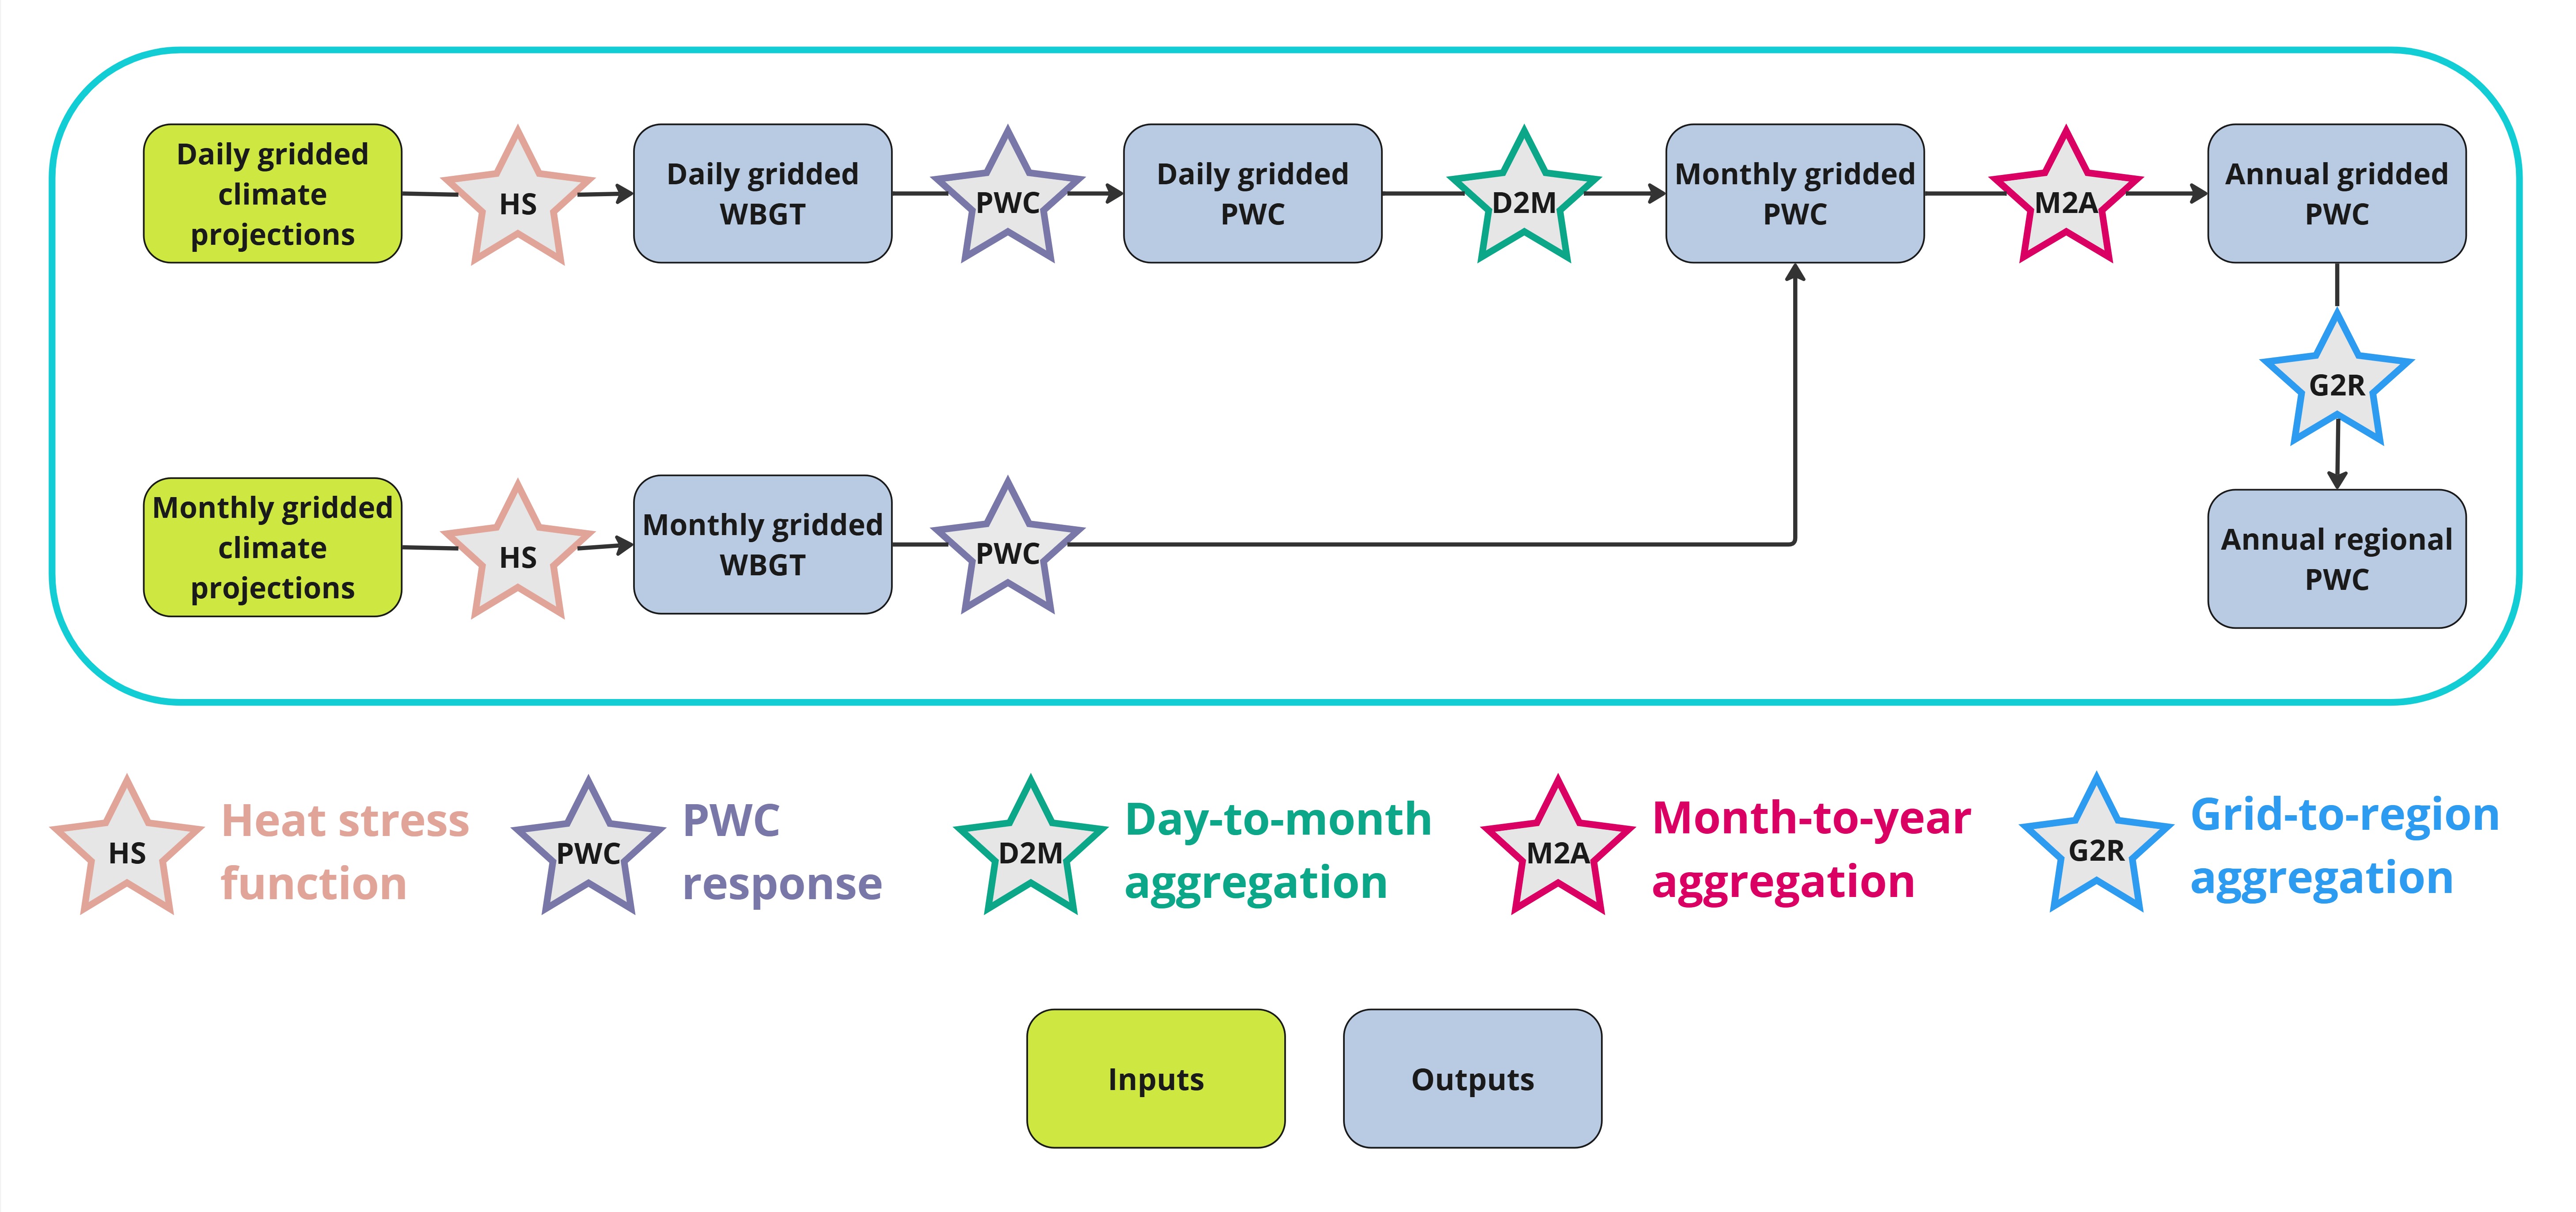 Daily gridded
climate
projections
HS
Daily gridded
WBGT
PWC
Daily gridded
PWC
D2M
Monthly gridded
PWC
M2A
Annual gridded
PWC
G2R
Annual regional
PWC
Monthly gridded
climate
projections
HS
Monthly gridded
WBGT
PWC
HS
Heat stress
function
PWC
PWC
response
D2M
Day-to-month
aggregation
M2A
Month-to-year
aggregation
G2R
Grid-to-region
aggregation
Inputs
Outputs